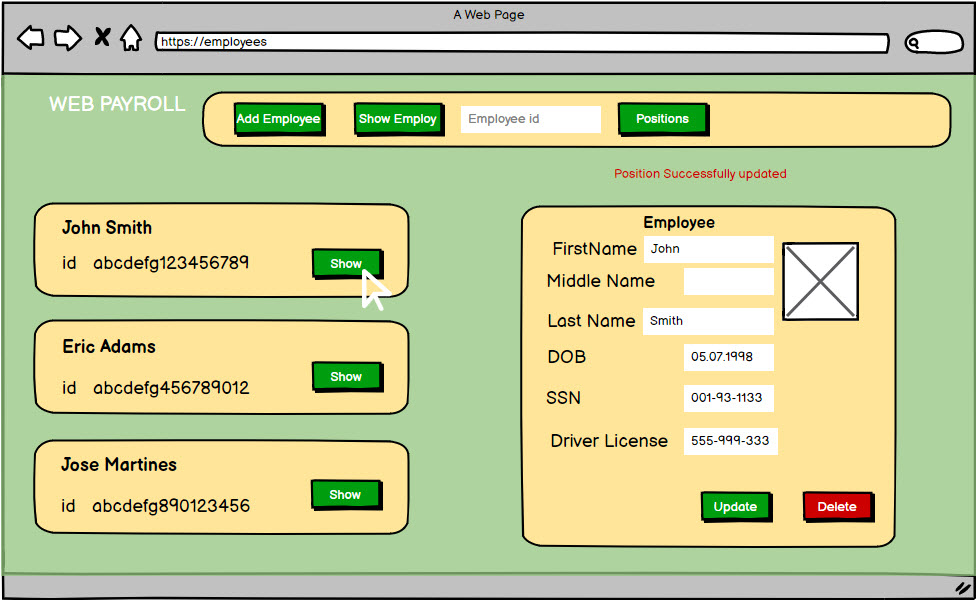 A Web Page
https://employees
WEB PAYROLL
Add Employee
Show Employ
Employee id
Positions
Position Successfully updated
John Smith
id abcdefg123456789
Show
Eric Adams
id abcdefg456789012
Show
Jose Martines
id abcdefg890123456
Show
Employee
FirstName John
Middle Name
Last Name Smith
DOB 05.07.1998
SSN 001-93-1133
Driver License 555-999-333
Update
Delete